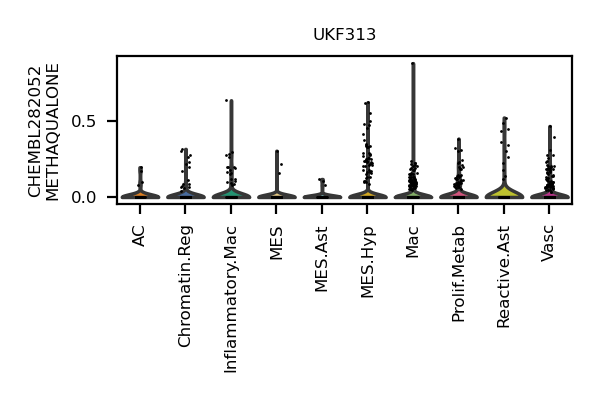 UKF313
CHEMBL282052
METHAQUALONE
0.5
0.0
AC
Chromatin.Reg
Inflammatory.Mac
MES
MES.Ast
MES.Hyp
Mac
Prolif.Metab
Reactive.Ast
Vasc